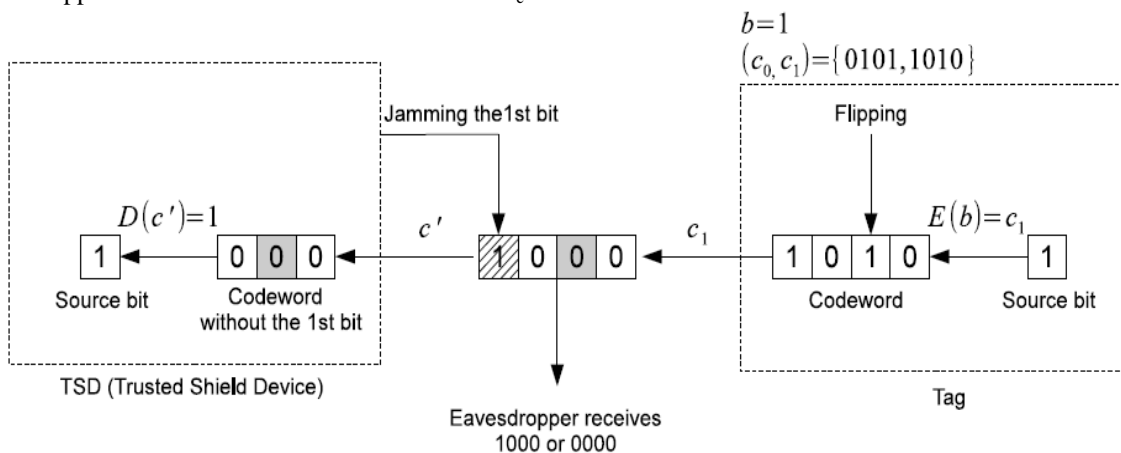 b=1
(c0, c1)={0101,1010}
Jamming the1st bit
Flipping
D(c')=1
c'
c1
E(b)=c1
1
0 0 0
1 0 0 0
1 0 1 0
1
Source bit
Codeword
without the 1st bit
Codeword
Source bit
TSD (Trusted Shield Device)
Tag
Eavesdropper receives
1000 or 0000